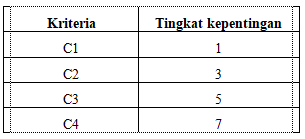 Kriteria Tingkat kepentingan
C1 1
C2 3
C3 5
C4 7